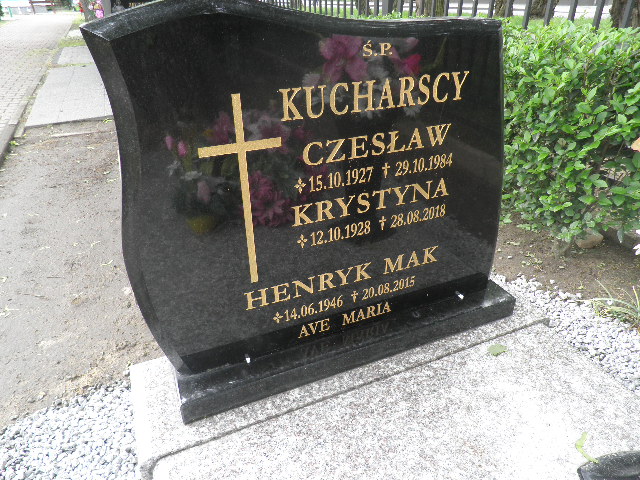 Ś.P.
KUCHARSCY
CZESŁAW
15.10.1927 † 29.10.1984
KRYSTYNA
12.10.1928 † 28.08.2018
HENRYK MAK
14.06.1946 † 20.08.2015
AVE MARIA